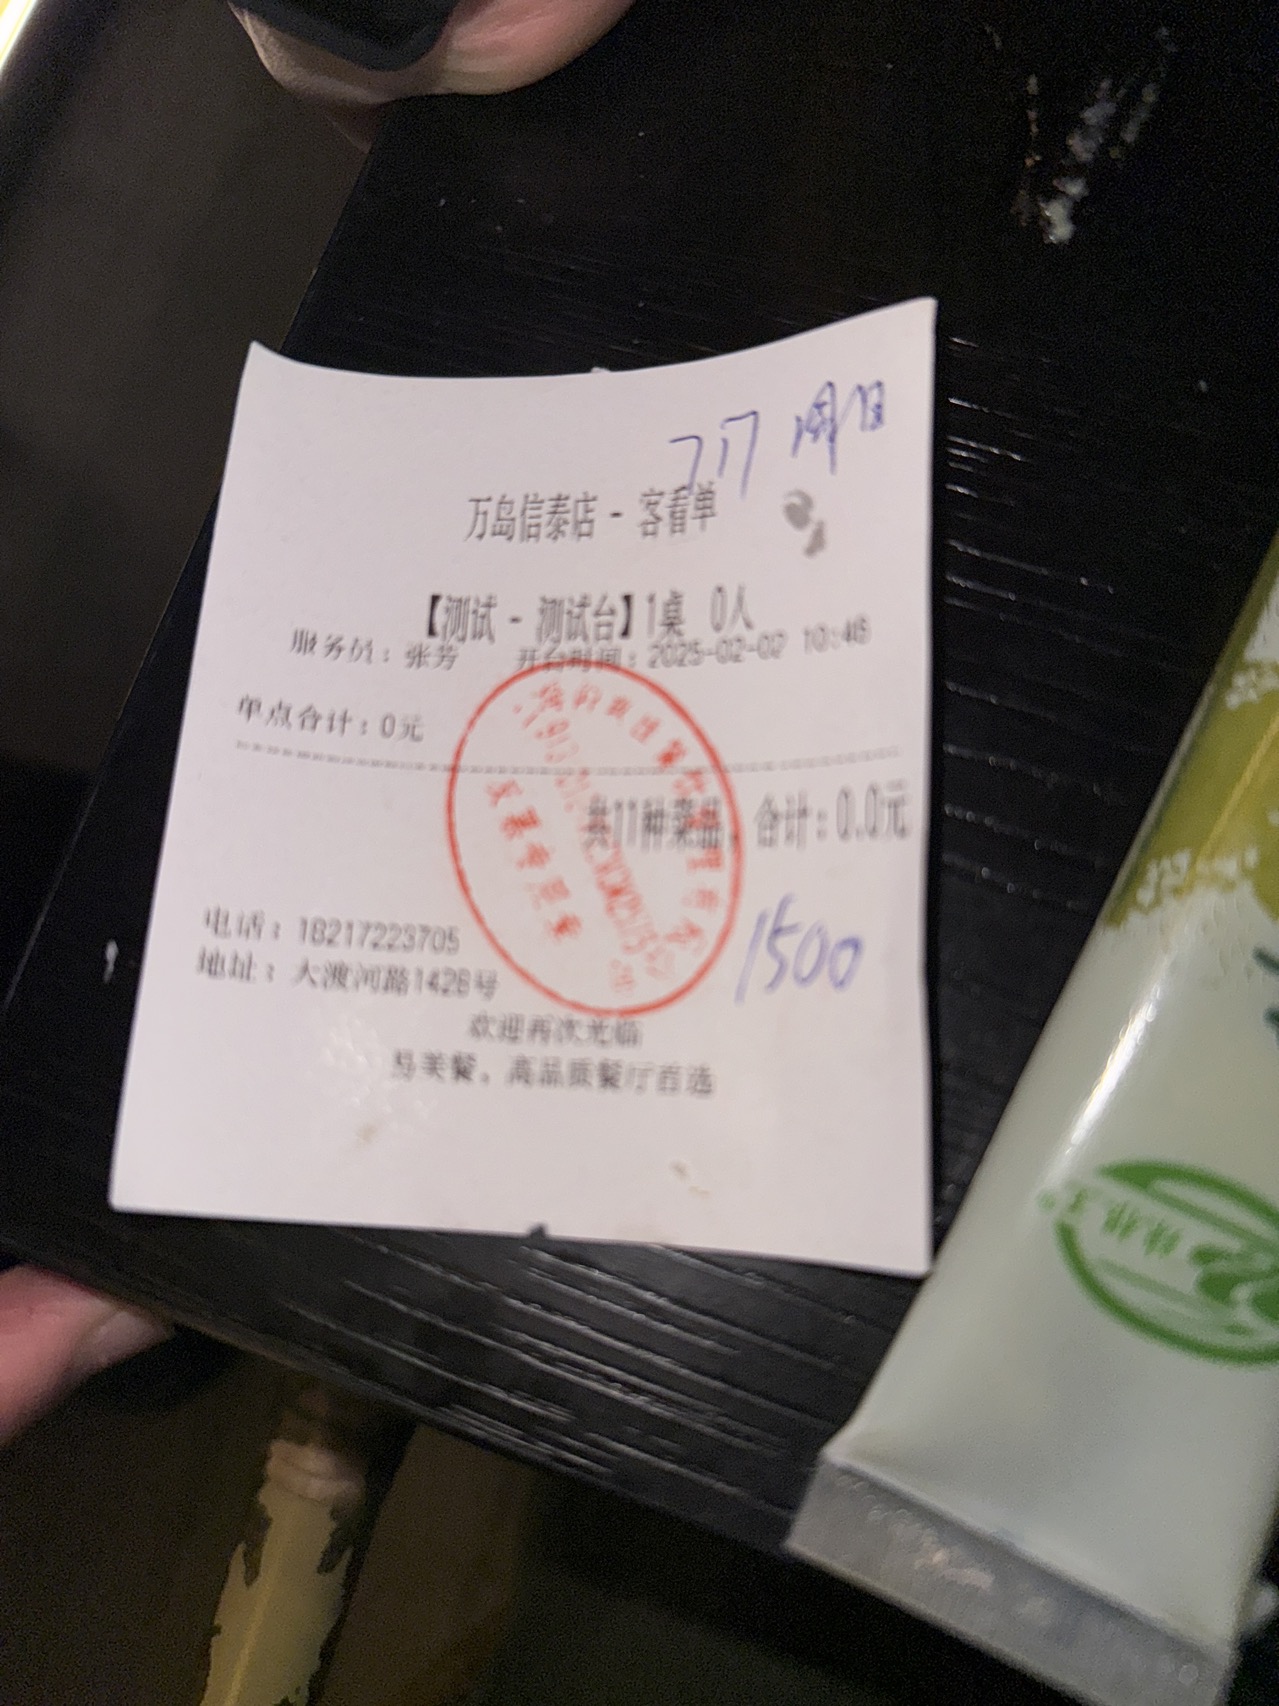 717 周日
万岛信泰店 - 客看单
【测试 - 测试台】1桌 0人
服务员：张芳 开台时间：2025-02-02 10:46
单点合计：0元
共11种菜品，合计：0.0元
1500
电话：18217223705
地址：大渡河路1428号
欢迎再次光临
高品质餐厅首选